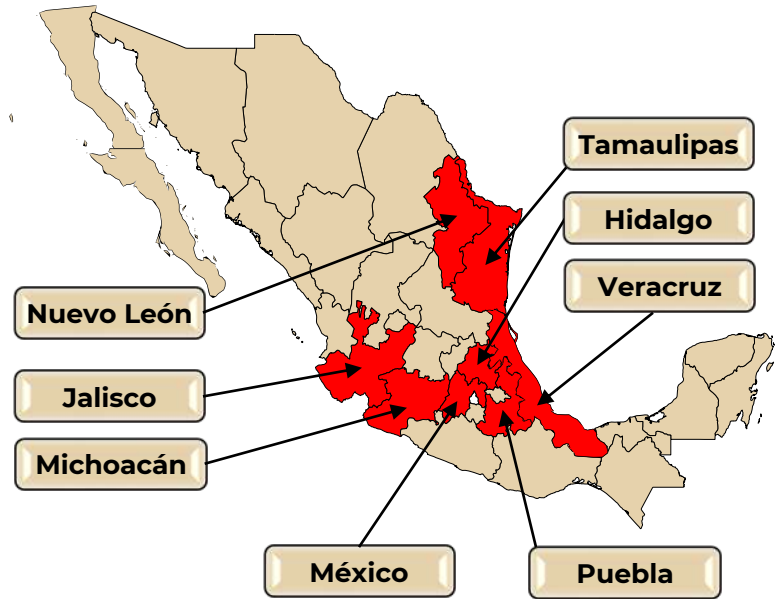 Tamaulipas
Hidalgo
Veracruz
Nuevo León
Jalisco
Michoacán
México
Puebla